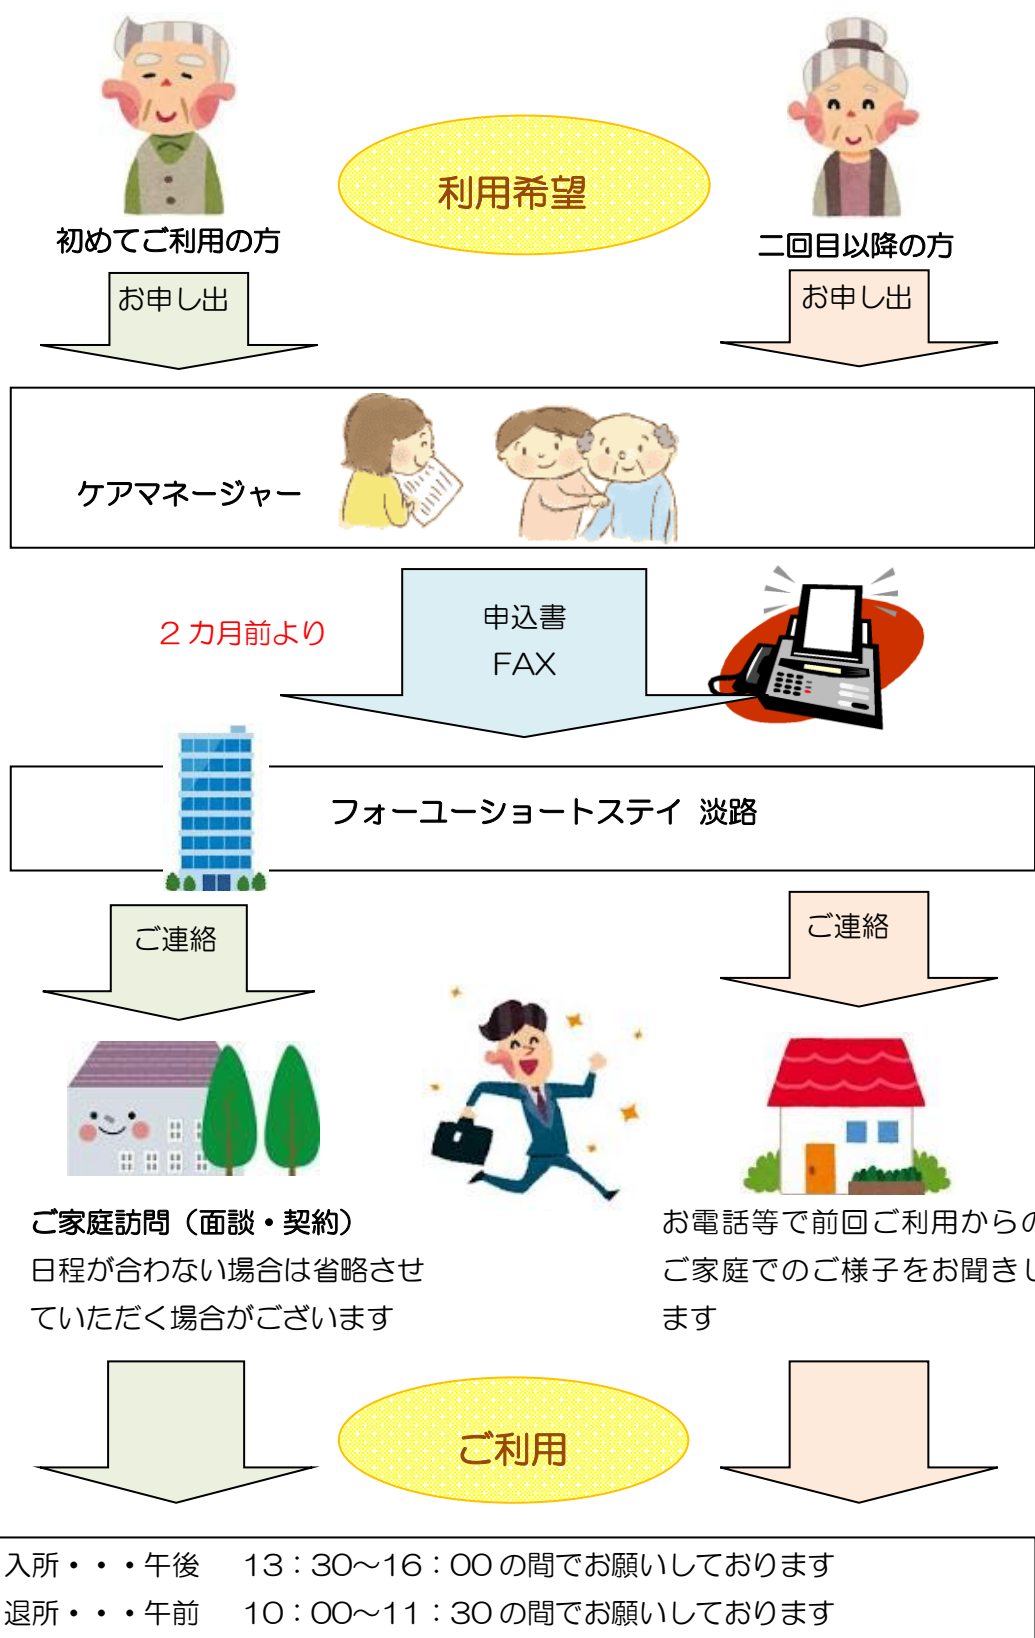 利用希望
初めてご利用の方
二回目以降の方
お申し出
お申し出
ケアマネージャー
2カ月前より
申込書
FAX
フォーユーショートステイ 淡路
ご連絡
ご連絡
ご家庭訪問（面談・契約）
日程が合わない場合は省略させ
ていただく場合がございます
お電話等で前回ご利用からの
ご家庭でのご様子をお聞きし
ます
ご利用
入所・・・午後　13：30～16：00の間でお願いしております
退所・・・午前　10：00～11：30の間でお願いしております